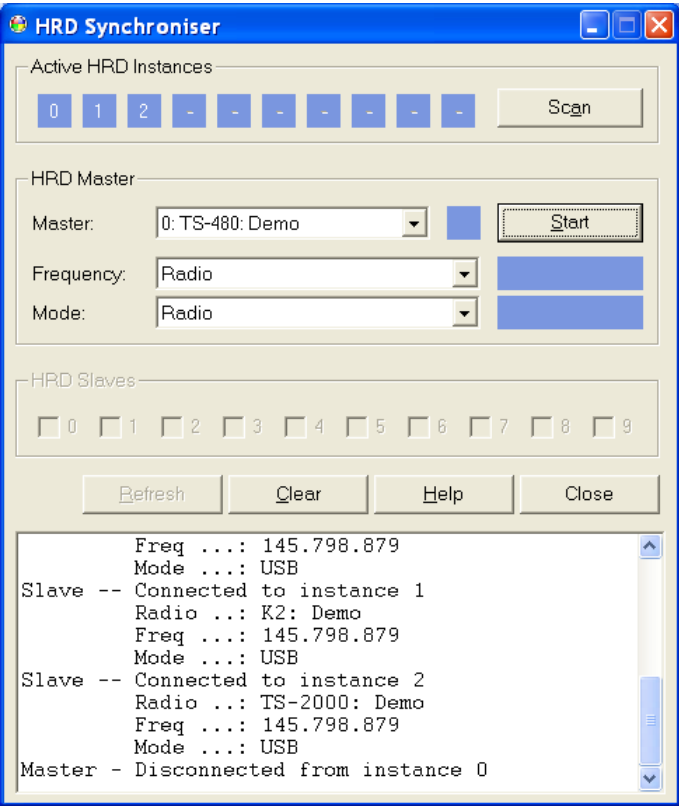 HRD Synchroniser
Active HRD Instances
0 1 2 - - - - - - -
Scan
HRD Master
Master: 0: TS-480: Demo Start
Frequency: Radio
Mode: Radio
HRD Slaves
0 1 2 3 4 5 6 7 8 9
Refresh Clear Help Close
Freq ...: 145.798.879
Mode ...: USB
Slave -- Connected to instance 1
Radio ..: K2: Demo
Freq ...: 145.798.879
Mode ...: USB
Slave -- Connected to instance 2
Radio ..: TS-2000: Demo
Freq ...: 145.798.879
Mode ...: USB
Master - Disconnected from instance 0